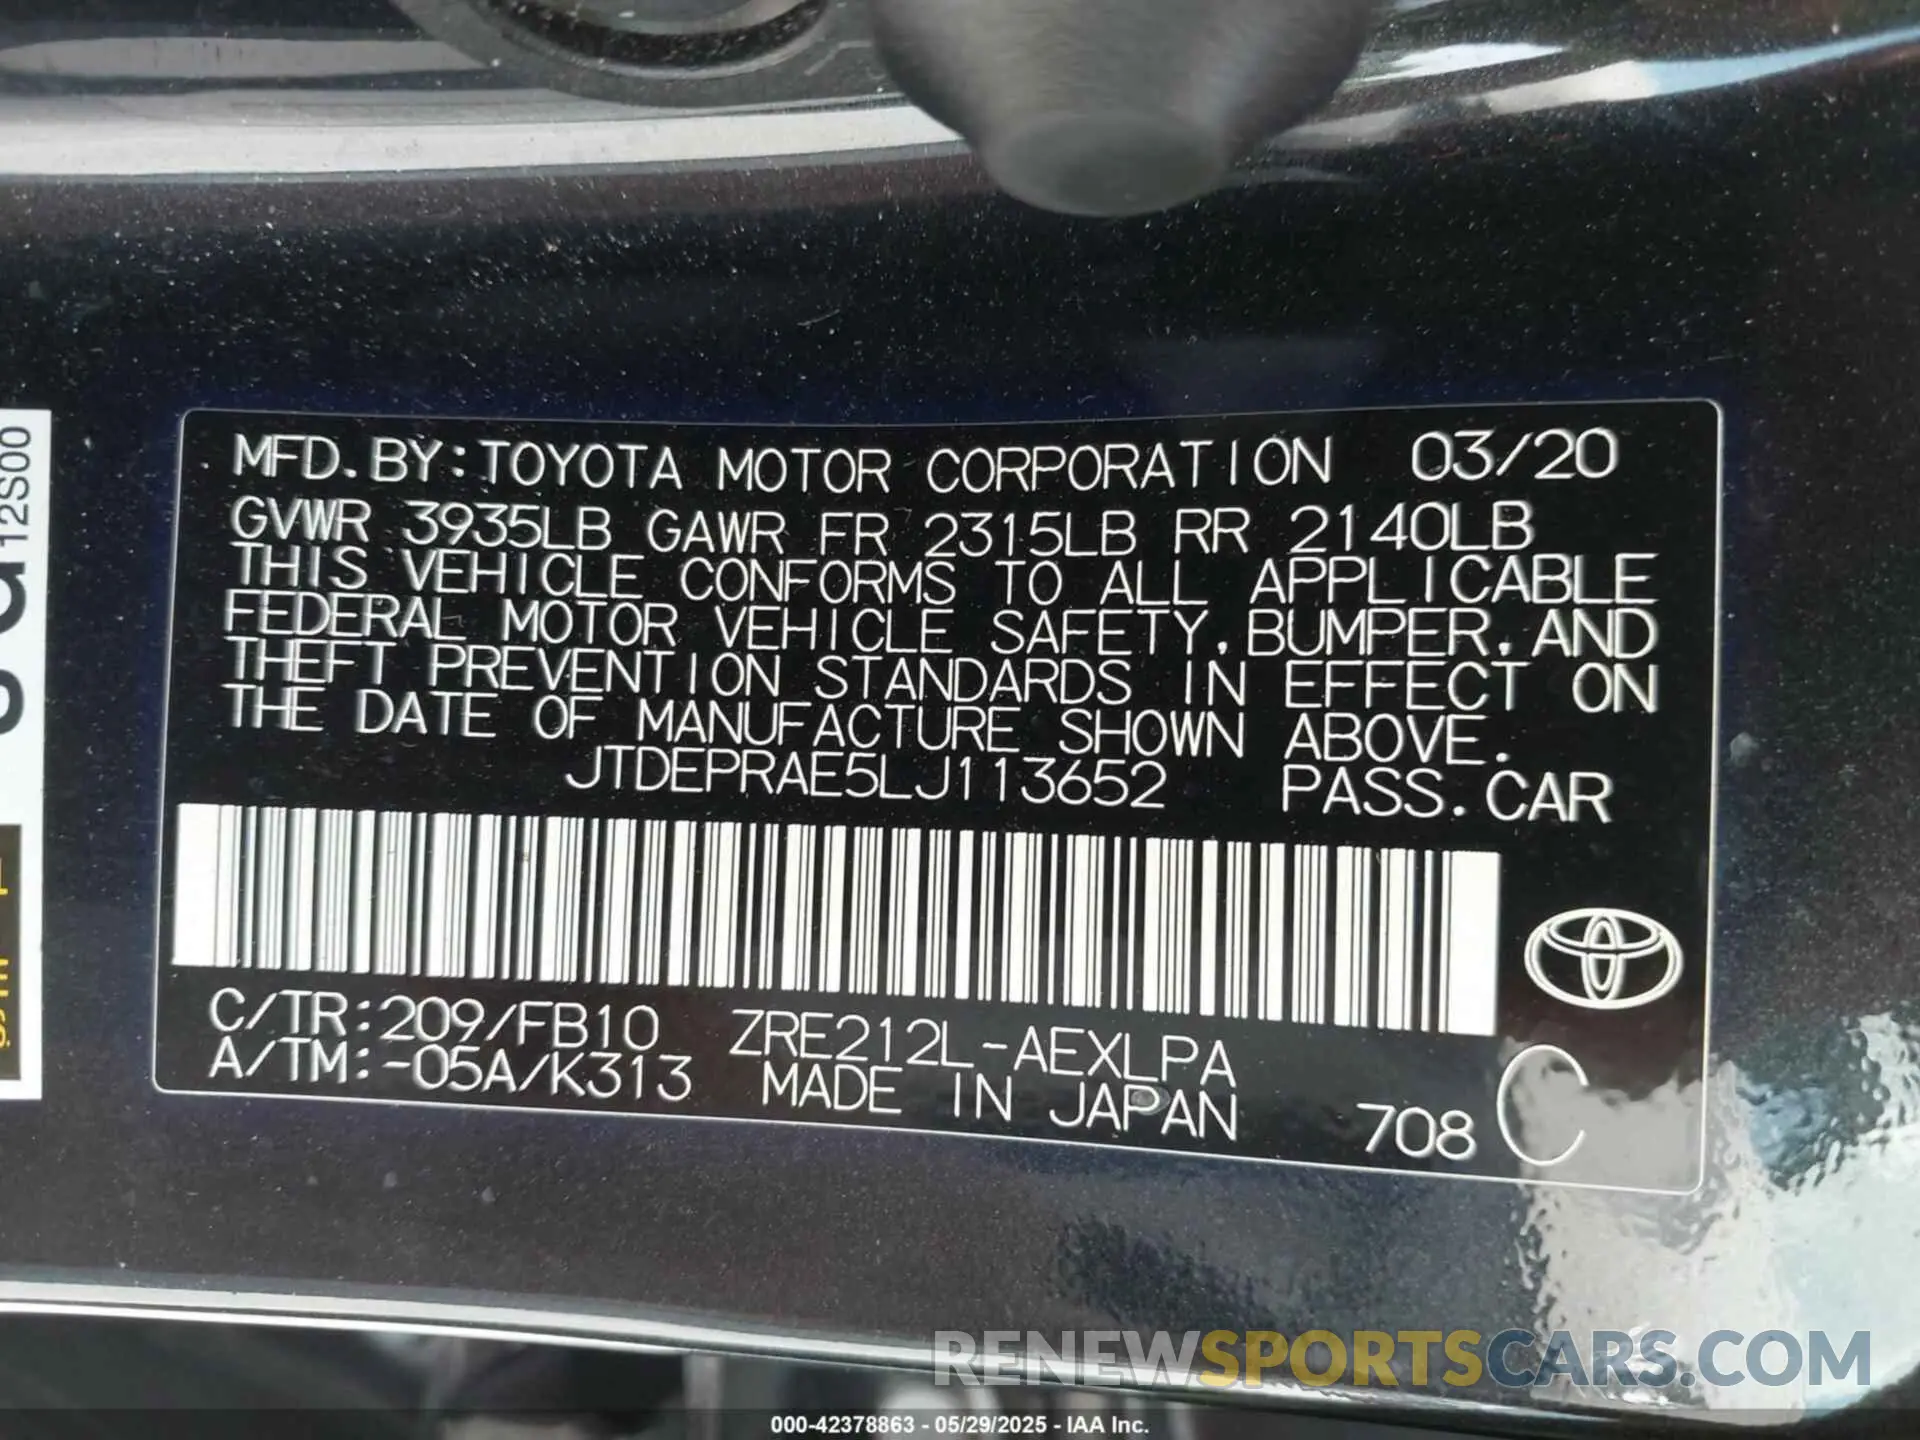 MFD.BY:TOYOTA MOTOR CORPORATION 03/20
GVWR 3935LB GAWR FR 2315LB RR 2140LB
THIS VEHICLE CONFORMS TO ALL APPLICABLE
FEDERAL MOTOR VEHICLE SAFETY,BUMPER,AND
THEFT PREVENTION STANDARDS IN EFFECT ON
THE DATE OF MANUFACTURE SHOWN ABOVE.
JTDEPRAE5LJ113652 PASS.CAR
C/TR:209/FB10 ZRE212L-AEXLPA
A/TM:-05A/K313 MADE IN JAPAN
708 C
12S00
RENEWSPORTSCARS.COM
000-42378863 - 05/29/2025 - IAA Inc.